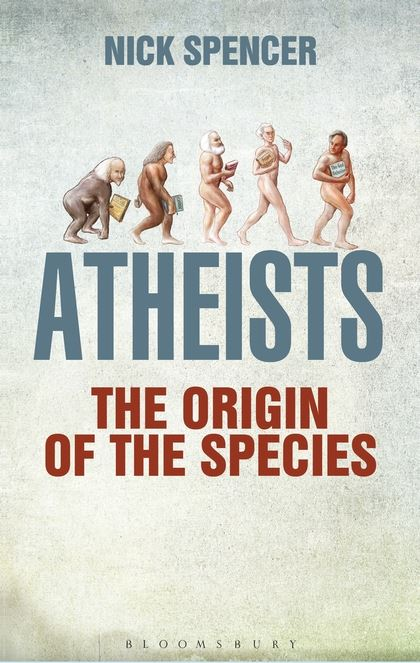 NICK SPENCER
ATHEISTS
THE ORIGIN
OF THE SPECIES
BLOOMSBURY